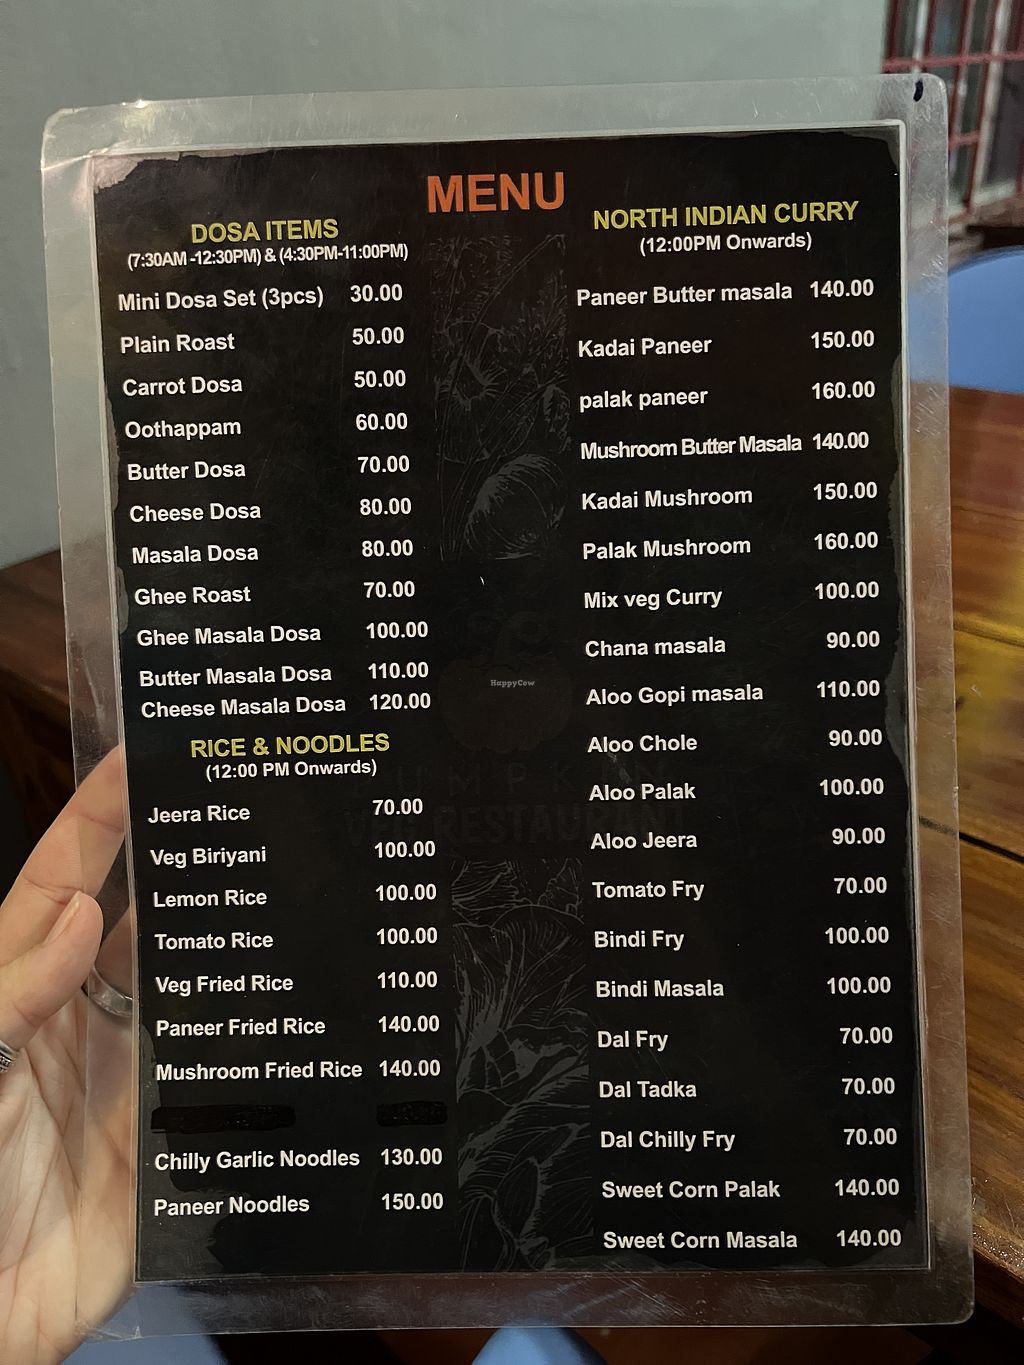 MENU
DOSA ITEMS
(7:30AM -12:30PM) & (4:30PM-11:00PM)
Mini Dosa Set (3pcs) 30.00
Plain Roast 50.00
Carrot Dosa 50.00
Oothappam 60.00
Butter Dosa 70.00
Cheese Dosa 80.00
Masala Dosa 80.00
Ghee Roast 70.00
Ghee Masala Dosa 100.00
Butter Masala Dosa 110.00
Cheese Masala Dosa 120.00
RICE & NOODLES
(12:00 PM Onwards)
Jeera Rice 70.00
Veg Biriyani 100.00
Lemon Rice 100.00
Tomato Rice 100.00
Veg Fried Rice 110.00
Paneer Fried Rice 140.00
Mushroom Fried Rice 140.00
Chilly Garlic Noodles 130.00
Paneer Noodles 150.00
NORTH INDIAN CURRY
(12:00PM Onwards)
Paneer Butter masala 140.00
Kadai Paneer 150.00
palak paneer 160.00
Mushroom Butter Masala 140.00
Kadai Mushroom 150.00
Palak Mushroom 160.00
Mix veg Curry 100.00
Chana masala 90.00
Aloo Gopi masala 110.00
Aloo Chole 90.00
Aloo Palak 100.00
Aloo Jeera 90.00
Tomato Fry 70.00
Bindi Fry 100.00
Bindi Masala 100.00
Dal Fry 70.00
Dal Tadka 70.00
Dal Chilly Fry 70.00
Sweet Corn Palak 140.00
Sweet Corn Masala 140.00
HappyCow
VEG RESTAURANT